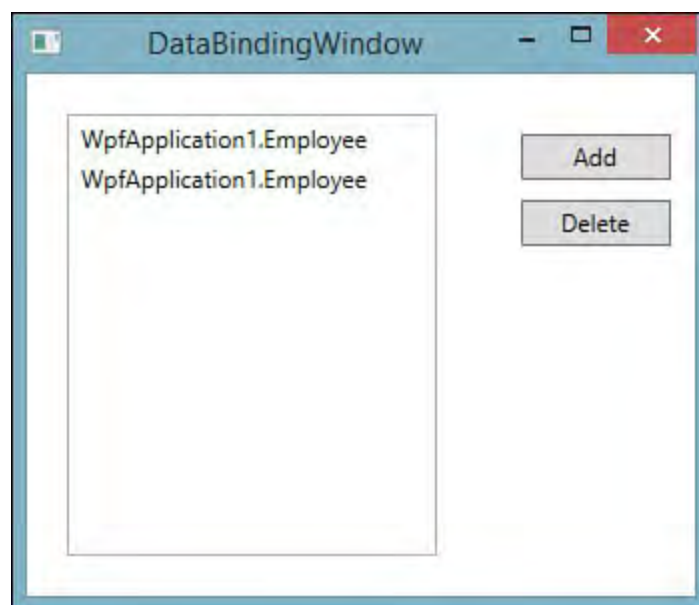 DataBindingWindow
WpfApplication1.Employee
WpfApplication1.Employee
Add
Delete